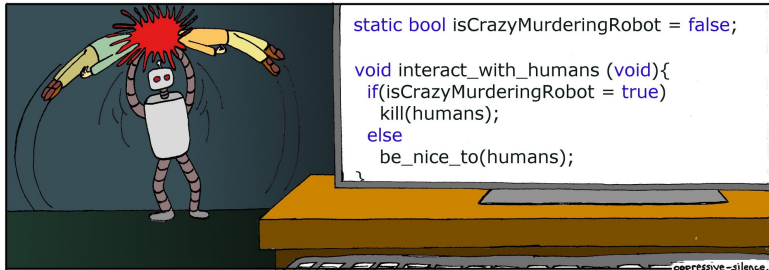 static bool isCrazyMurderingRobot = false;
void interact_with_humans (void){
if(isCrazyMurderingRobot = true)
kill(humans);
else
be_nice_to(humans);
}
oppressive-silence.